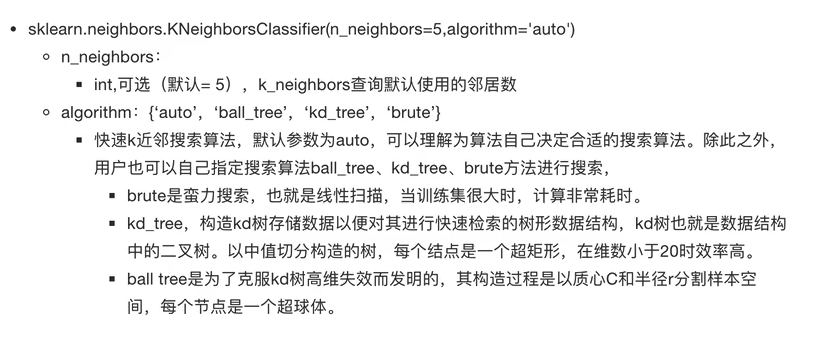 sklearn.neighbors.KNeighborsClassifier(n_neighbors=5,algorithm='auto')
n_neighbors：
int,可选（默认= 5），k_neighbors查询默认使用的邻居数
algorithm：{‘auto’，‘ball_tree’，‘kd_tree’，‘brute’}
快速k近邻搜索算法，默认参数为auto，可以理解为算法自己决定合适的搜索算法。除此之外，
用户也可以自己指定搜索算法ball_tree、kd_tree、brute方法进行搜索，
brute是蛮力搜索，也就是线性扫描，当训练集很大时，计算非常耗时。
kd_tree，构造kd树存储数据以便对其进行快速检索的树形数据结构，kd树也就是数据结构
中的二叉树。以中值切分构造的树，每个结点是一个超矩形，在维数小于20时效率高。
ball tree是为了克服kd树高维失效而发明的，其构造过程是以质心C和半径r分割样本空
间，每个节点是一个超球体。